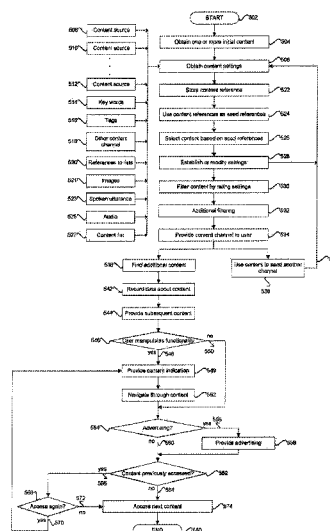 START
502
Obtain one or more initial content
504
508
Content source
510
Content source
Obtain content settings
506
512
Content source
Store content reference
522
514
Key words
Use content references as seed references
524
516
Tags
518
Other content channel
Select content based on seed references
526
520
References to lists
Establish or modify settings
528
521
Images
Filter content by rating settings
530
523
Spoken utterance
Additional filtering
532
525
Audio
527
Content list
Provide content channel to user
534
Find additional content
Use content to seed another channel
538
542
Record data about content
544
Provide subsequent content
546
User manipulates functionality
no
550
yes
548
Provide content indication
549
Navigate through content
552
554
Advertising?
yes
no
560
Provide advertising
558
yes
Content previously accessed?
562
566
no
564
568
Access again?
572
no
Access next content
574
yes
570
END